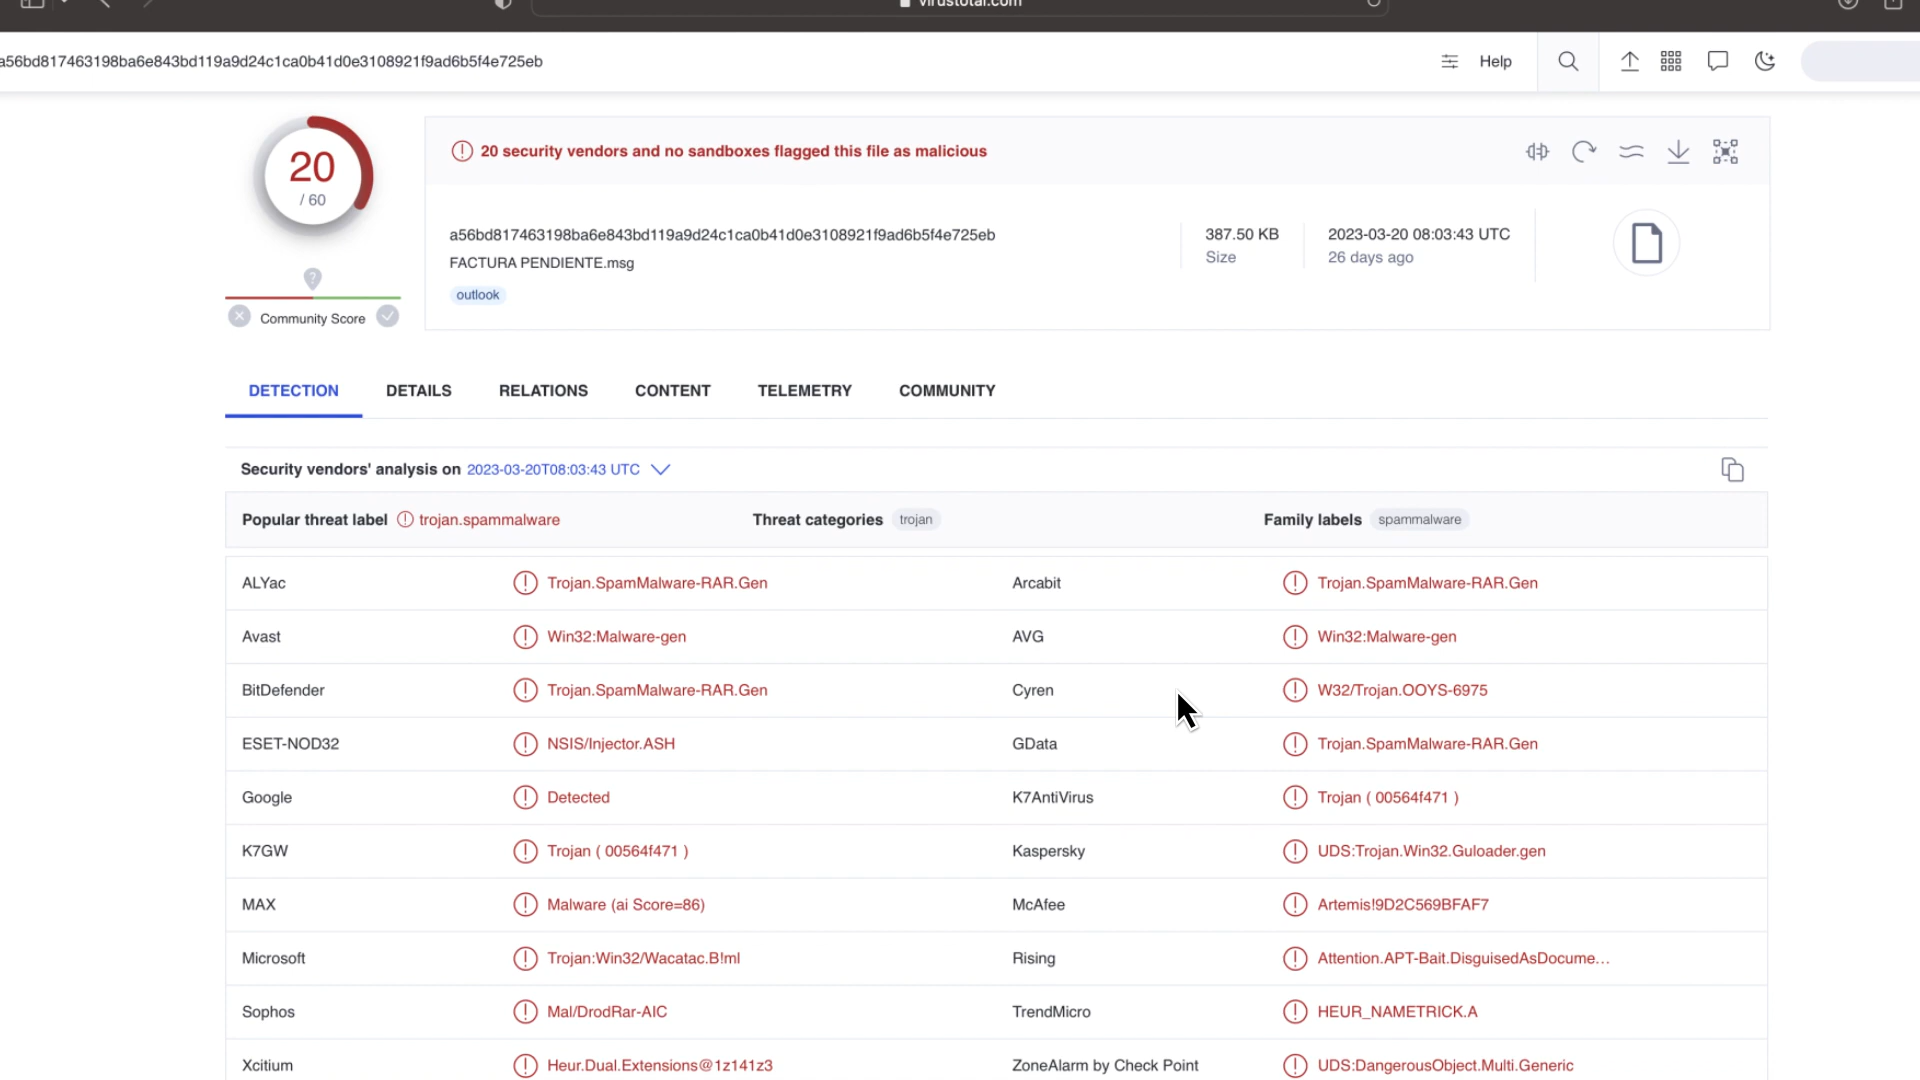 virustotal.com
a56bd817463198ba6e843bd119a9d24c1ca0b41d0e3108921f9ad6b5f4e725eb
Help
20
/ 60
Community Score
20 security vendors and no sandboxes flagged this file as malicious
a56bd817463198ba6e843bd119a9d24c1ca0b41d0e3108921f9ad6b5f4e725eb
FACTURA PENDIENTE.msg
outlook
387.50 KB
Size
2023-03-20 08:03:43 UTC
26 days ago
DETECTION DETAILS RELATIONS CONTENT TELEMETRY COMMUNITY
Security vendors' analysis on 2023-03-20T08:03:43 UTC
Popular threat label trojan.spammalware Threat categories trojan Family labels spammalware
ALYac Trojan.SpamMalware-RAR.Gen Arcabit Trojan.SpamMalware-RAR.Gen
Avast Win32:Malware-gen AVG Win32:Malware-gen
BitDefender Trojan.SpamMalware-RAR.Gen Cyren W32/Trojan.OOYS-6975
ESET-NOD32 NSIS/Injector.ASH GData Trojan.SpamMalware-RAR.Gen
Google Detected K7AntiVirus Trojan ( 00564f471 )
K7GW Trojan ( 00564f471 ) Kaspersky UDS:Trojan.Win32.Guloader.gen
MAX Malware (ai Score=86) McAfee Artemis!9D2C569BFAF7
Microsoft Trojan:Win32/Wacatac.B!ml Rising Attention.APT-Bait.DisguisedAsDocume...
Sophos Mal/DrodRar-AIC TrendMicro HEUR_NAMETRICK.A
Xcitium Heur.Dual.Extensions@1z141z3 ZoneAlarm by Check Point UDS:DangerousObject.Multi.Generic